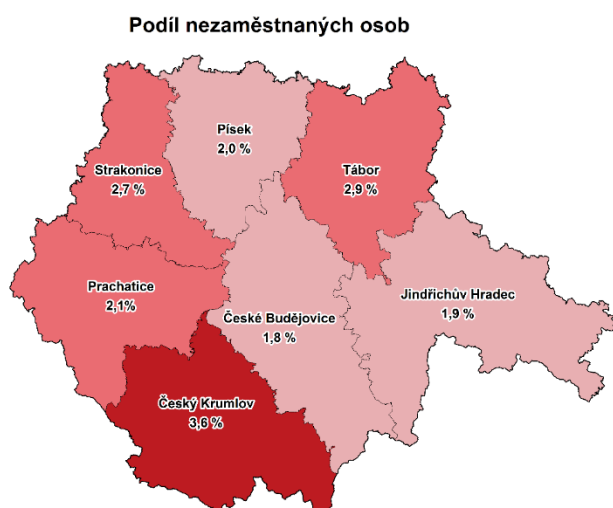 Podíl nezaměstnaných osob
Písek
2,0 %
Strakonice
2,7 %
Tábor
2,9 %
Prachatice
2,1%
Jindřichův Hradec
1,9 %
České Budějovice
1,8 %
Český Krumlov
3,6 %